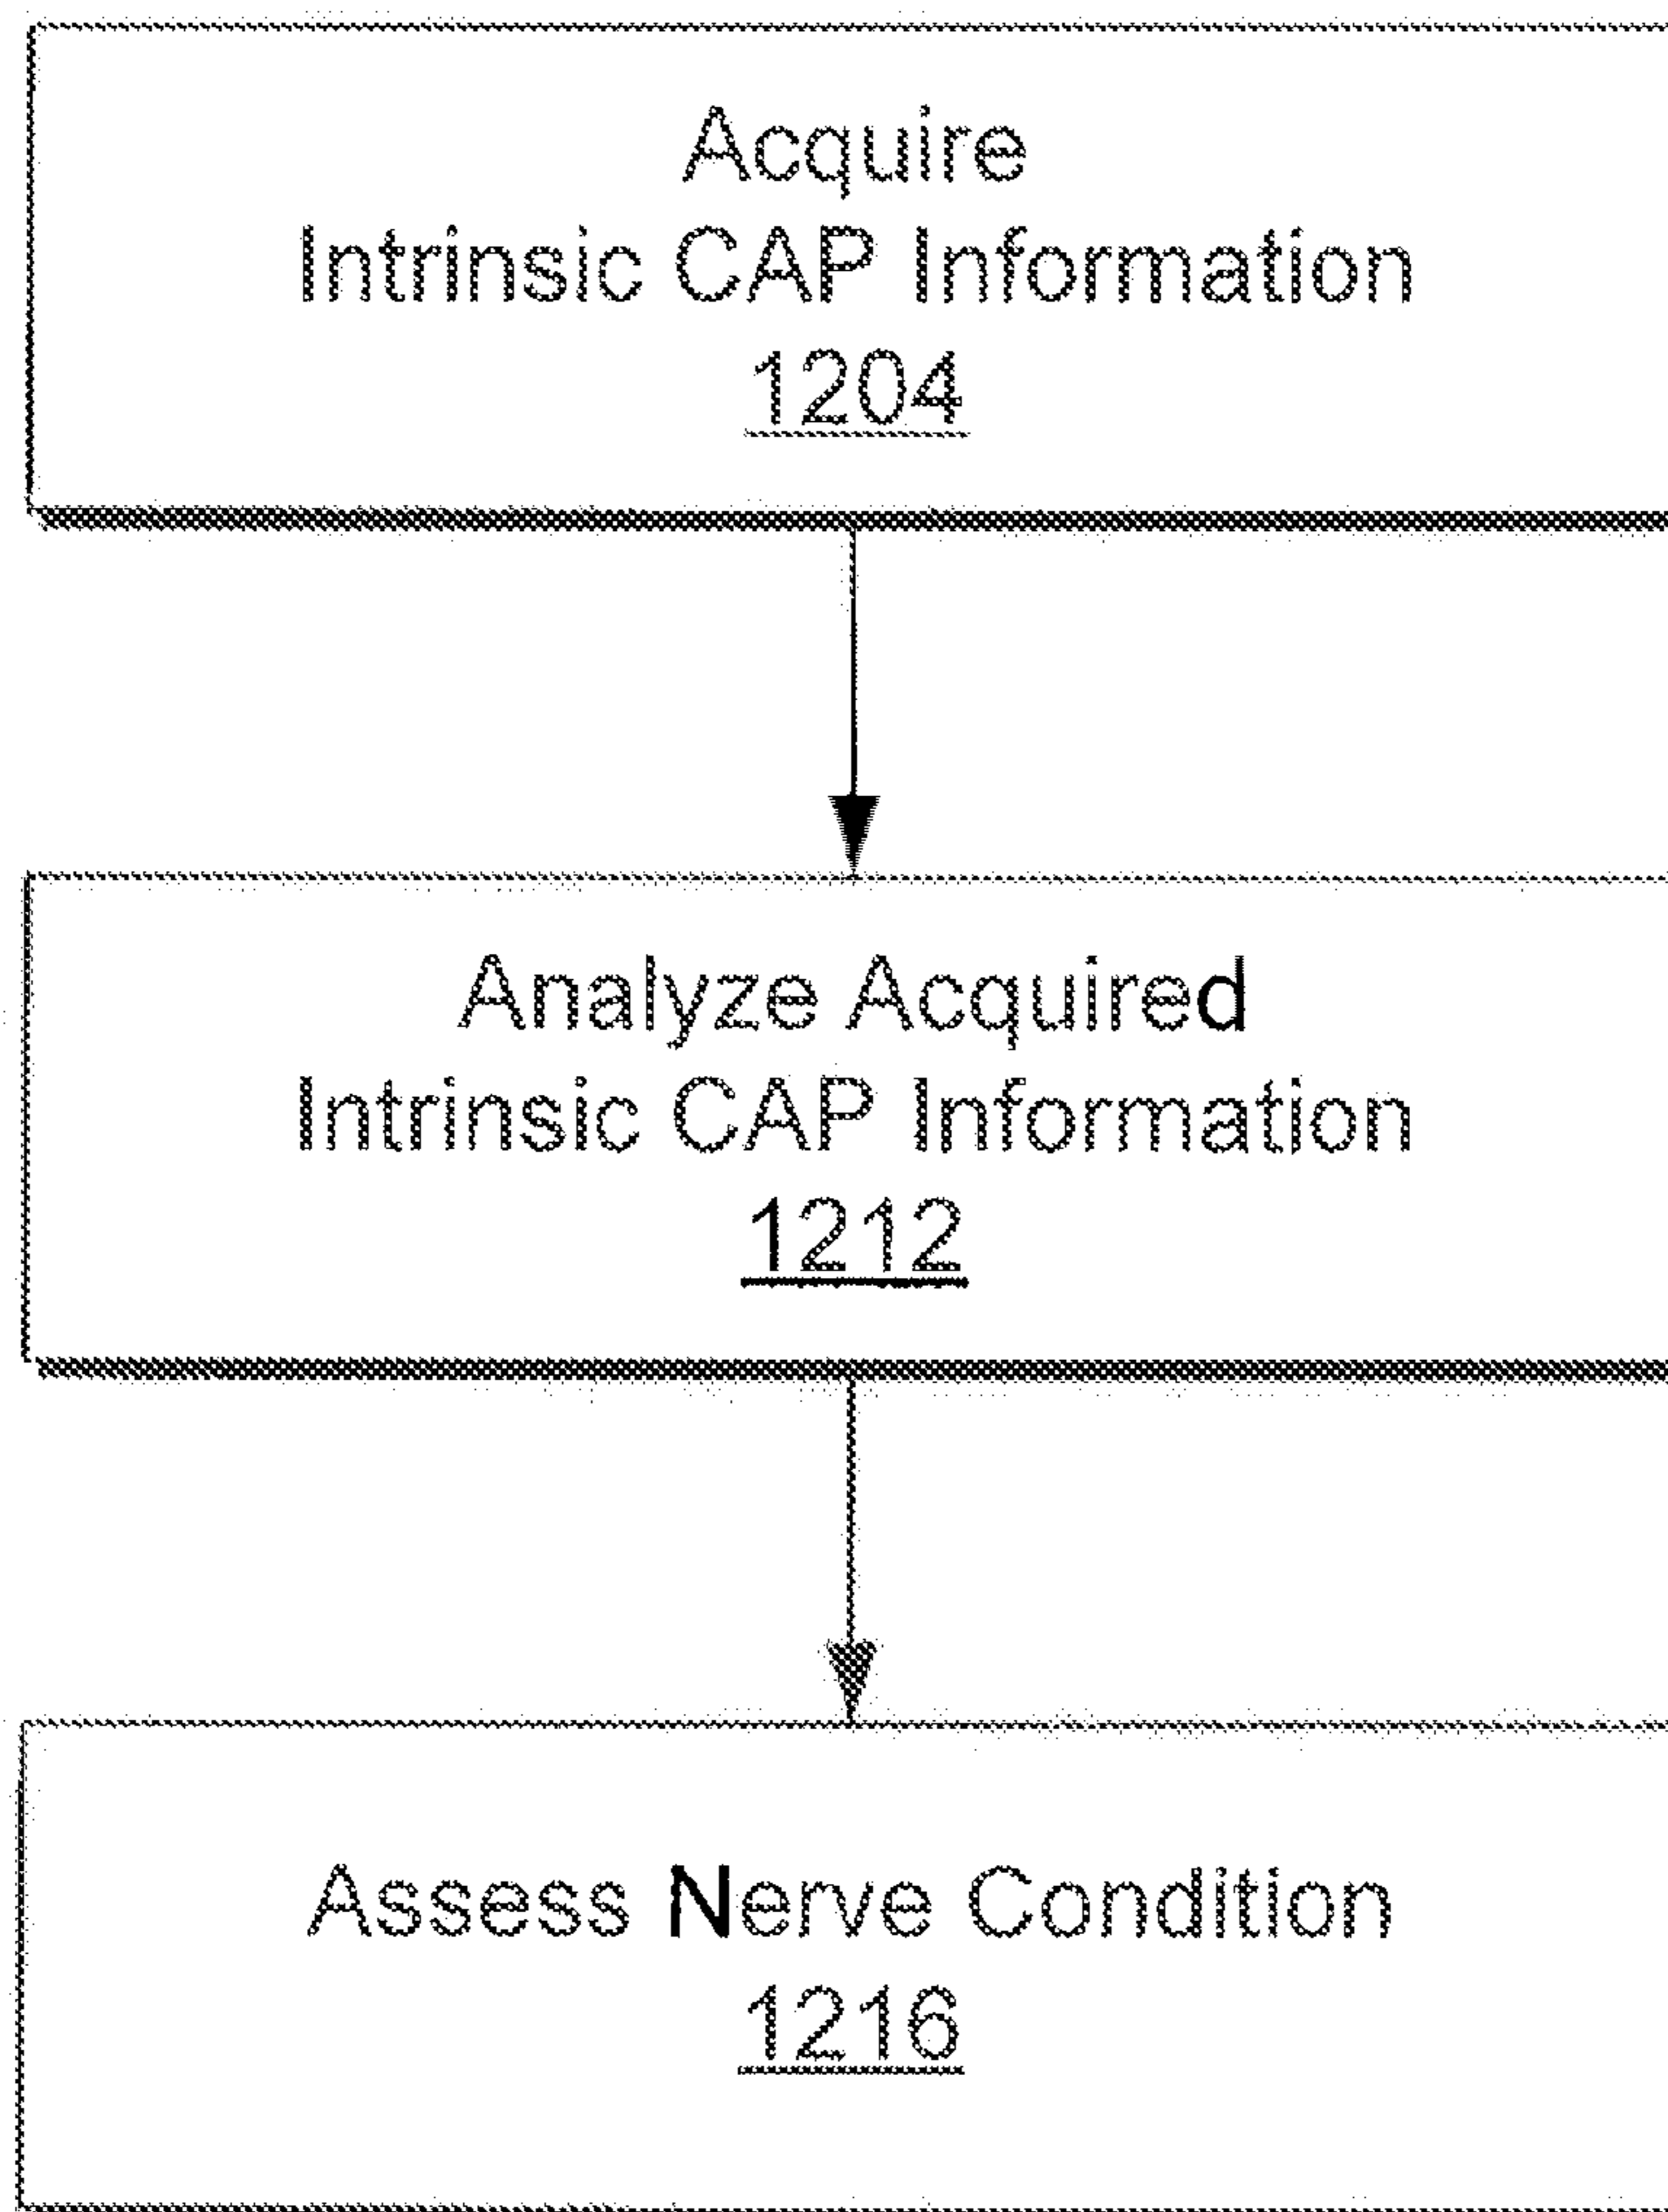 Acquire
Intrinsic CAP Information
1204
Analyze Acquired
Intrinsic CAP Information
1212
Assess Nerve Condition
1216